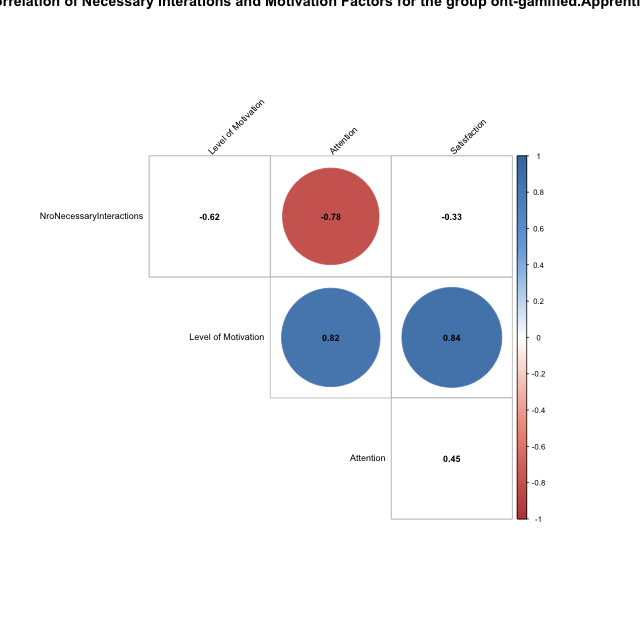 orrelation of Necessary Interations and Motivation Factors for the group ont-gamified.Apprenti
Level of Motivation
Attention
Satisfaction
NroNecessaryInteractions
-0.62
-0.78
-0.33
Level of Motivation
0.82
0.84
Attention
0.45
1
0.8
0.6
0.4
0.2
0
-0.2
-0.4
-0.6
-0.8
-1